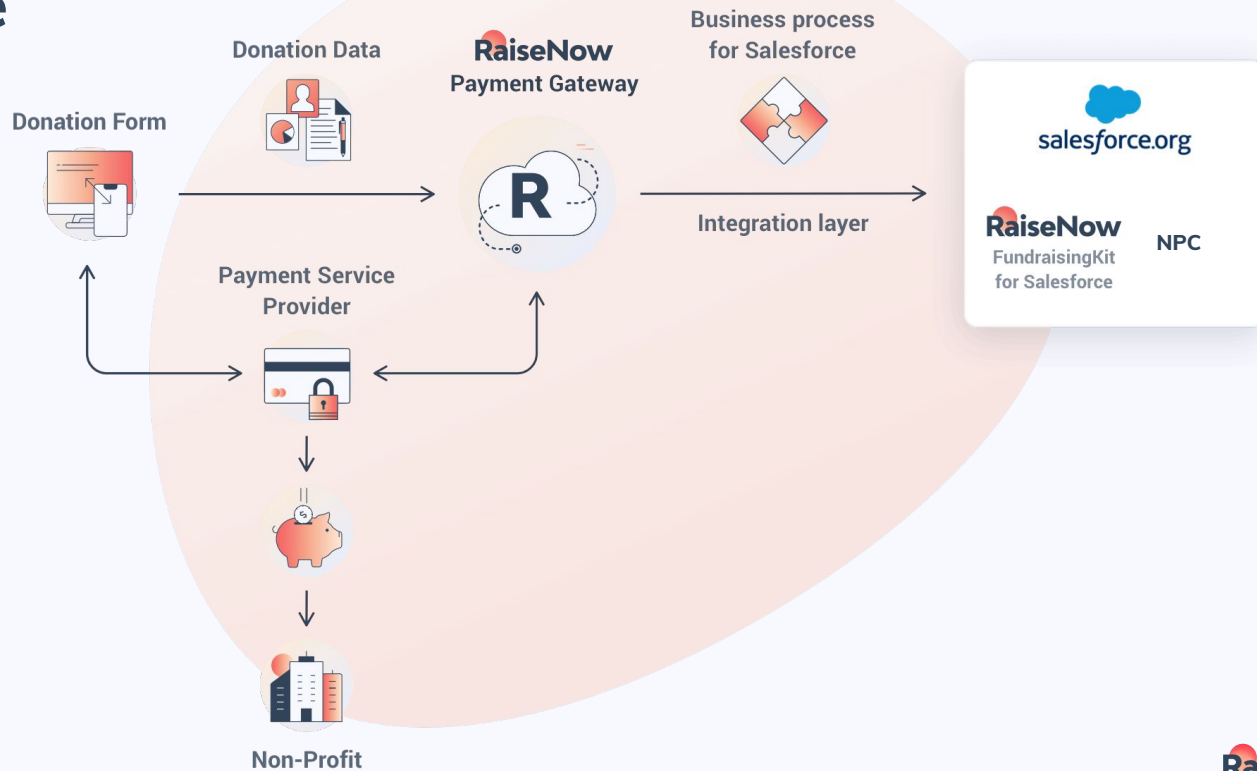 e
Donation Form
Donation Data
RaiseNow
Payment Gateway
R
Business process
for Salesforce
Integration layer
salesforce.org
RaiseNow
FundraisingKit
for Salesforce
NPC
Payment Service
Provider
Non-Profit
Ra